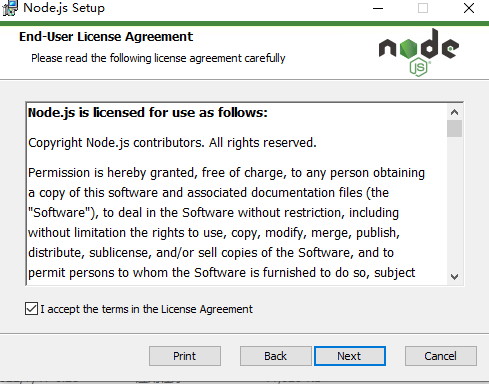 Node.js Setup
End-User License Agreement
Please read the following license agreement carefully
node
JS
Node.js is licensed for use as follows:
Copyright Node.js contributors. All rights reserved.
Permission is hereby granted, free of charge, to any person obtaining
a copy of this software and associated documentation files (the
"Software"), to deal in the Software without restriction, including
without limitation the rights to use, copy, modify, merge, publish,
distribute, sublicense, and/or sell copies of the Software, and to
permit persons to whom the Software is furnished to do so, subject
I accept the terms in the License Agreement
Print
Back
Next
Cancel